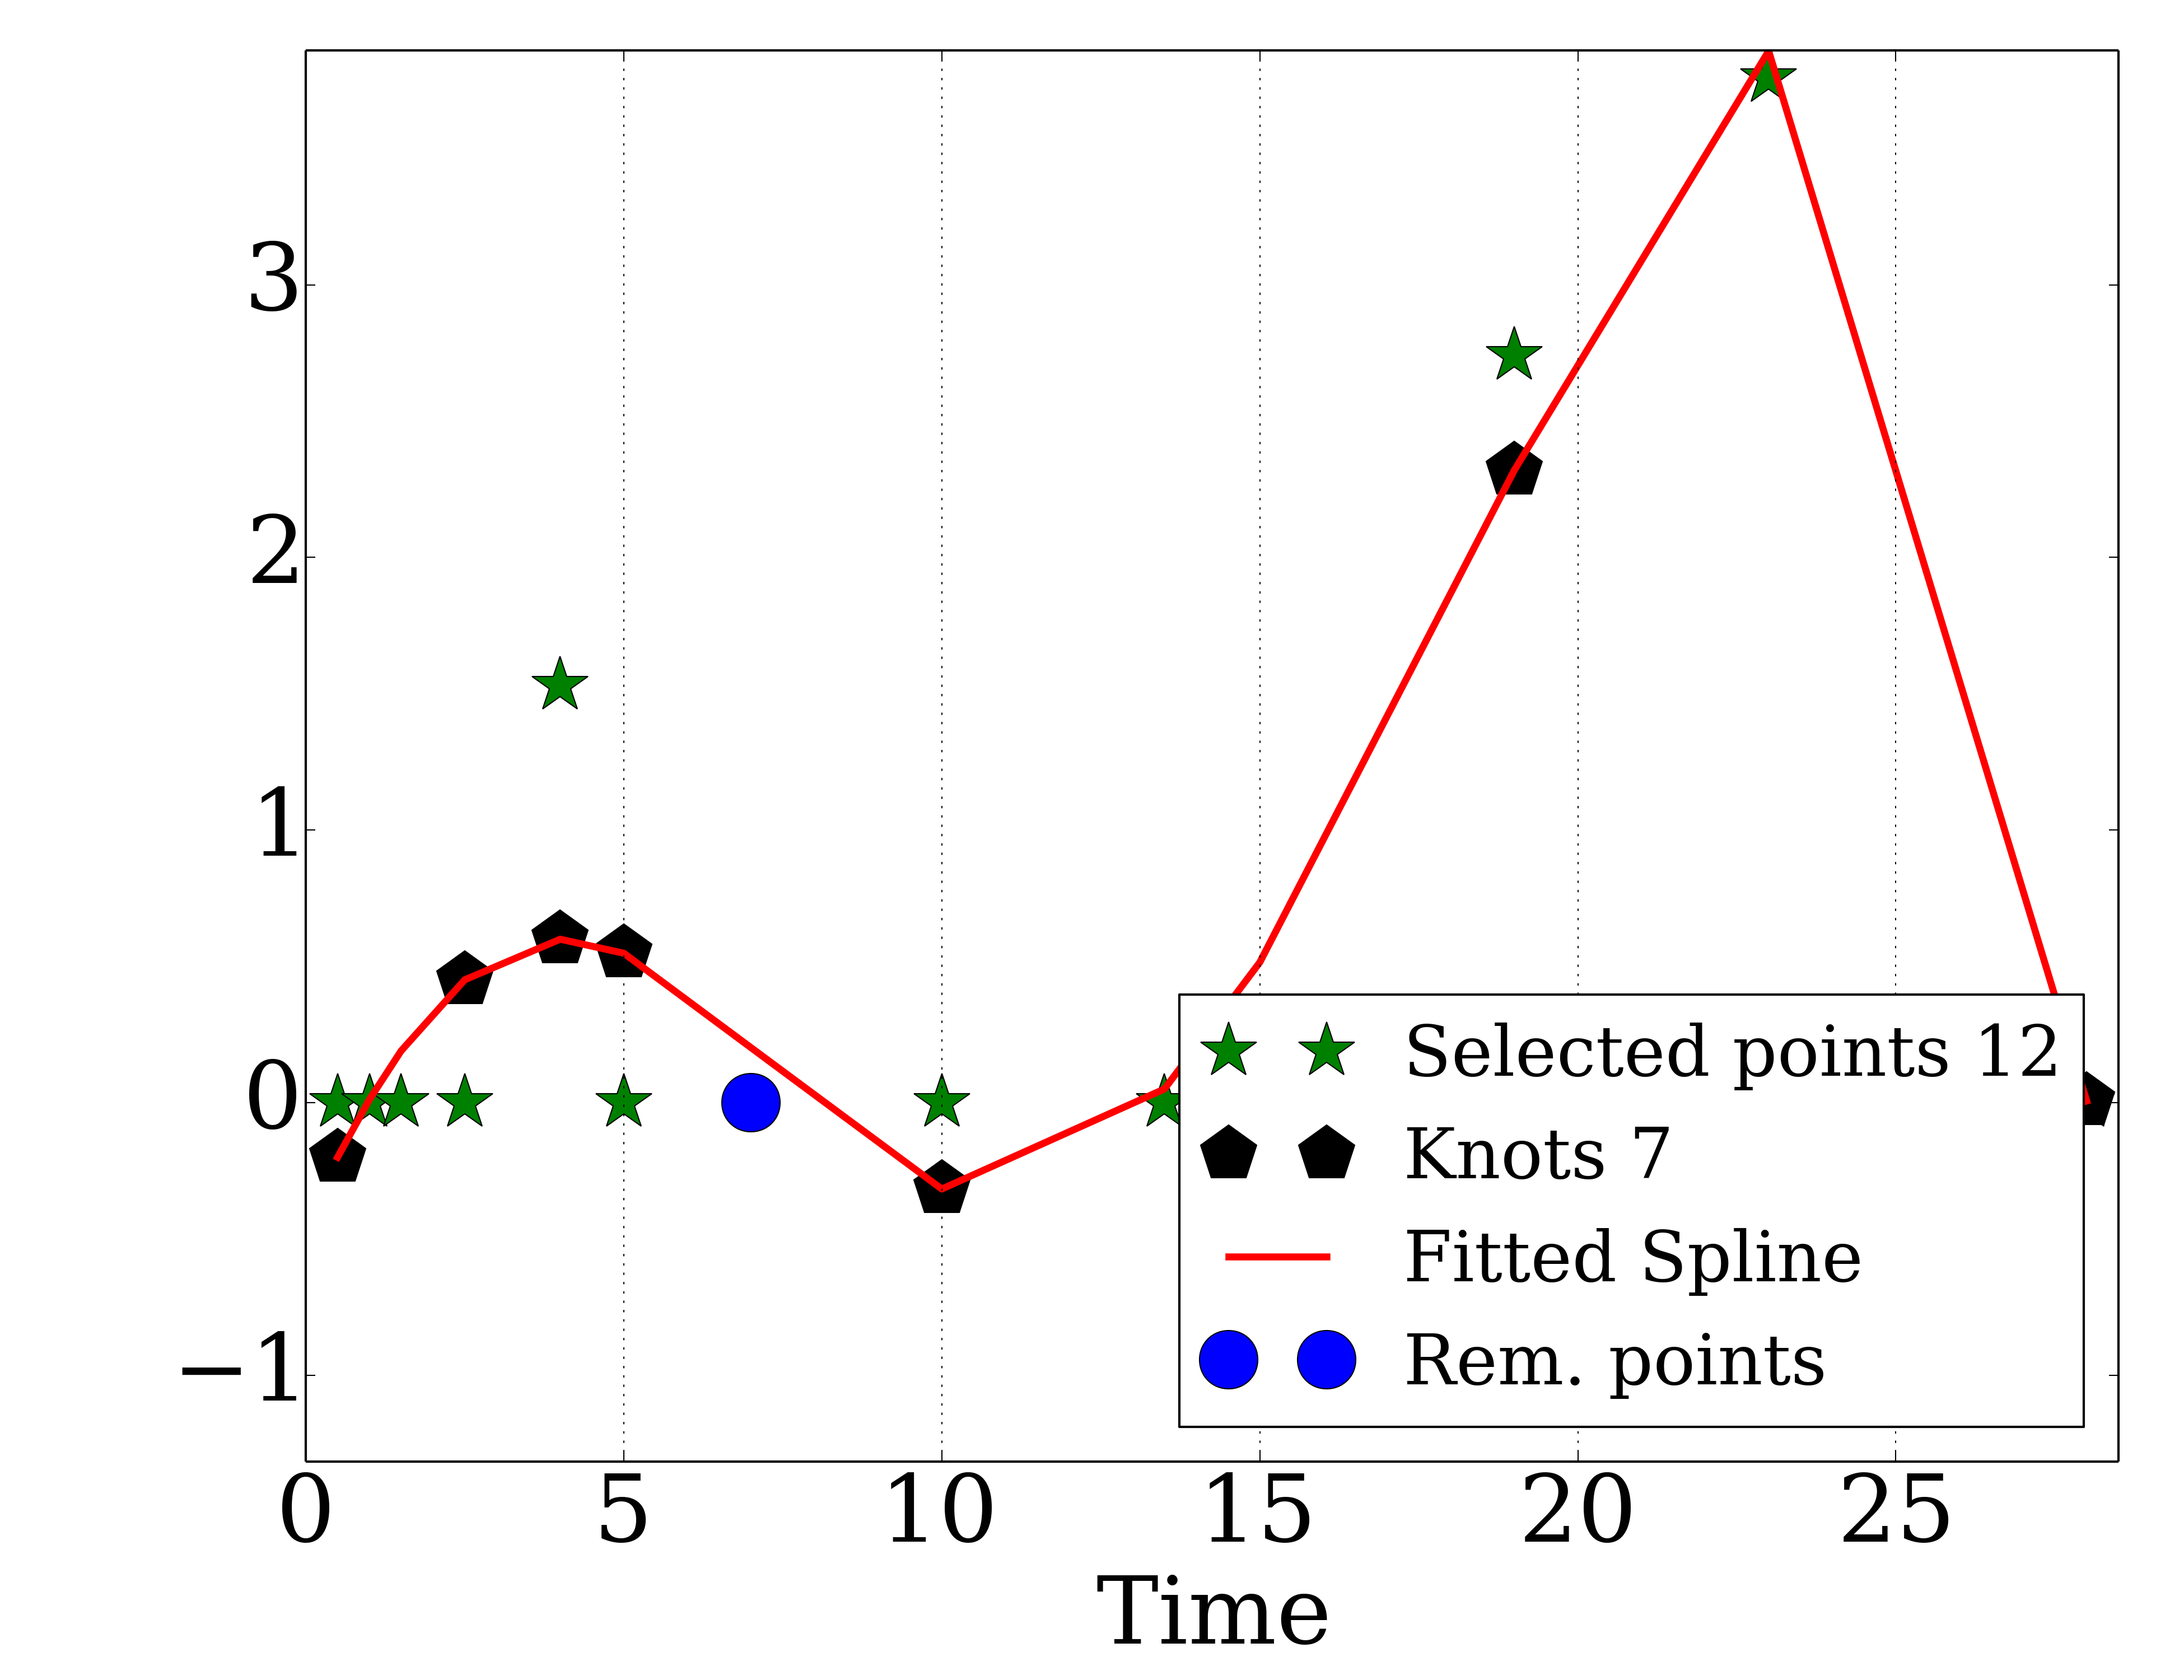 3
2
1
0
−1
Selected points 12
Knots 7
Fitted Spline
Rem. points
0 5 10 15 20 25
Time